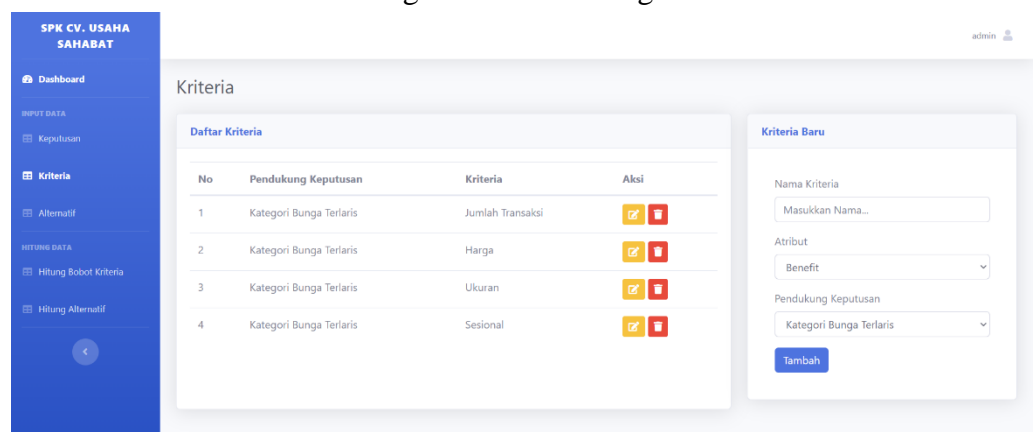 SPK CV. USAHA
SAHABAT
admin
Dashboard
INPUT DATA
Keputusan
Kriteria
Alternatif
HITUNG DATA
Hitung Bobot Kriteria
Hitung Alternatif
Kriteria
Daftar Kriteria
No Pendukung Keputusan Kriteria Aksi
1 Kategori Bunga Terlaris Jumlah Transaksi
2 Kategori Bunga Terlaris Harga
3 Kategori Bunga Terlaris Ukuran
4 Kategori Bunga Terlaris Sesional
Kriteria Baru
Nama Kriteria
Masukkan Nama...
Atribut
Benefit
Pendukung Keputusan
Kategori Bunga Terlaris
Tambah